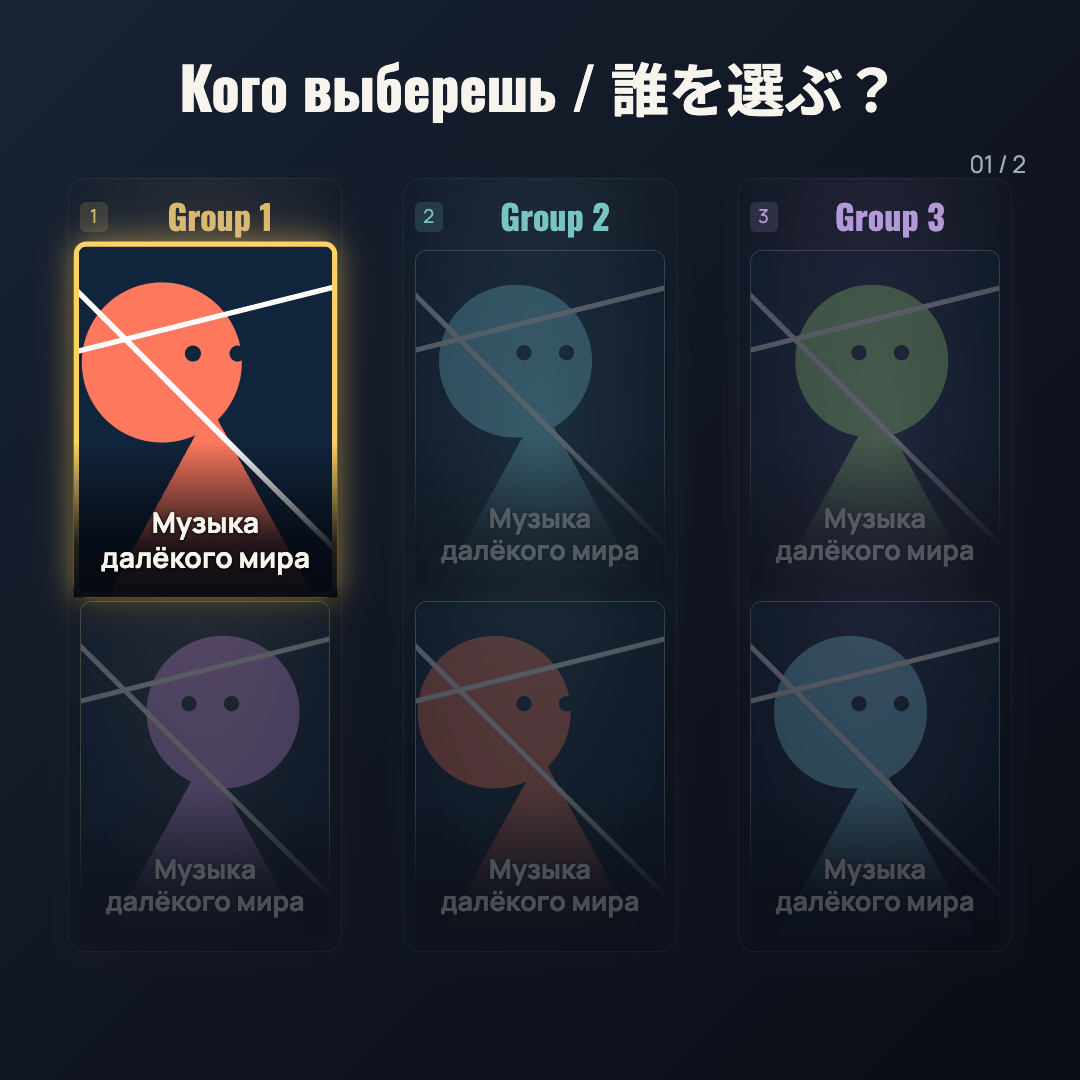 Кого выберешь / 誰を選ぶ？
01 / 2
1 Group 1
Музыка
далёкого мира
Музыка
далёкого мира
2 Group 2
Музыка
далёкого мира
Музыка
далёкого мира
3 Group 3
Музыка
далёкого мира
Музыка
далёкого мира